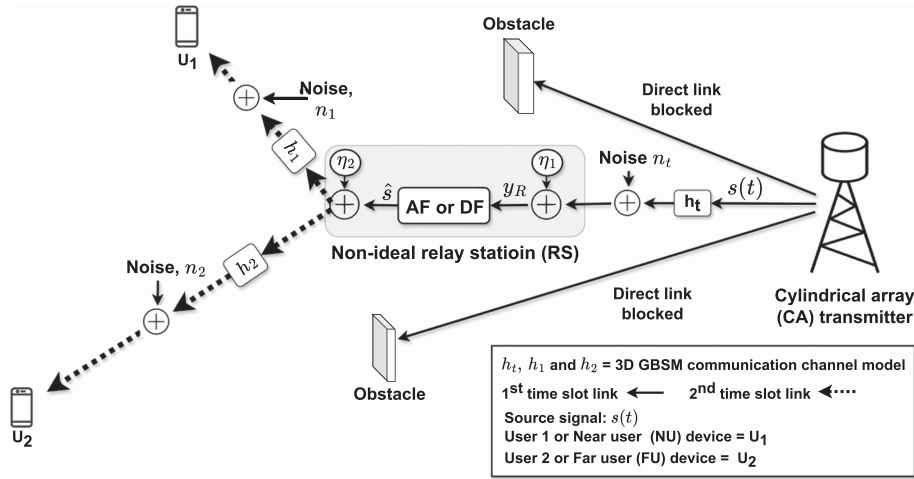 Obstacle
U1
Noise,
n1
Direct link
blocked
h1
η2
η1
Noise nt
s(t)
ŝ
AF or DF
yR
ht
Non-ideal relay statioin (RS)
h2
Noise, n2
Direct link
blocked
Cylindrical array
(CA) transmitter
Obstacle
U2
ht, h1 and h2 = 3D GBSM communication channel model
1st time slot link
2nd time slot link
Source signal: s(t)
User 1 or Near user (NU) device = U1
User 2 or Far user (FU) device = U2